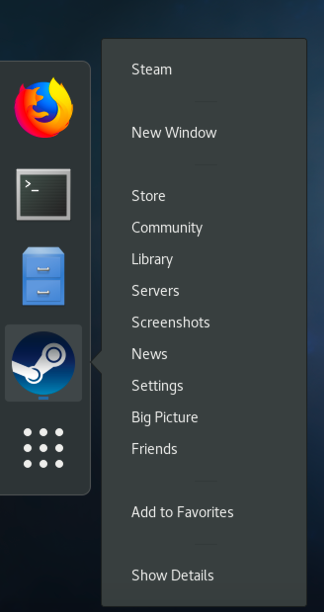 Steam
New Window
>_
Store
Community
Library
Servers
Screenshots
News
Settings
Big Picture
Friends
Add to Favorites
Show Details